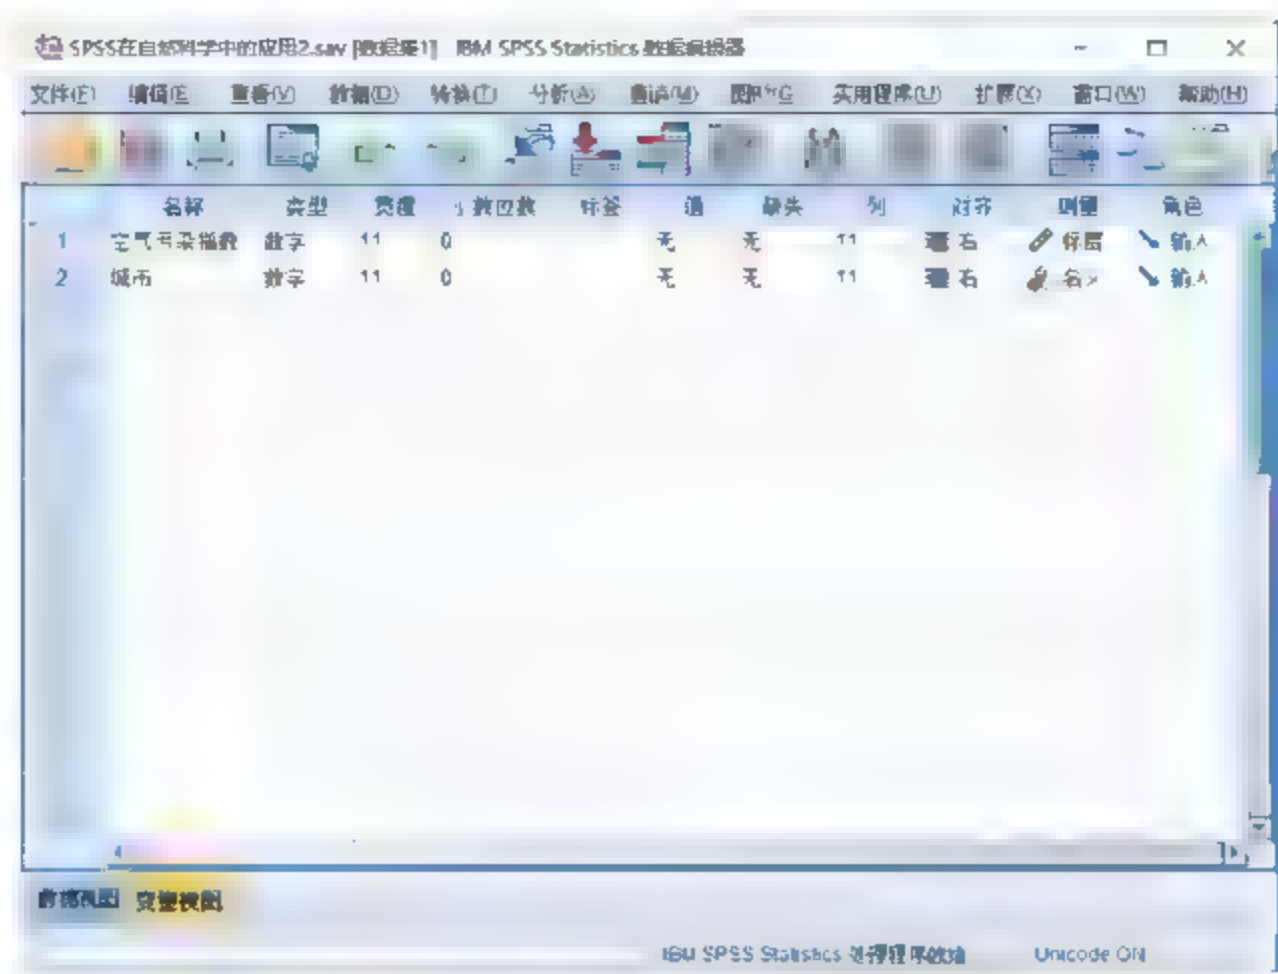 SPSS在自然科学中的应用2.sav [数据集1] IBM SPSS Statistics 数据编辑器
文件(F) 编辑(E 查看(V) 数据(D) 转换(T) 分析(A) 直销(M) 图形 G 实用程序(U) 扩展(X) 窗口(W) 帮助(H)
名称 类型 宽度 小数位数 标签 值 缺失 列 对齐 测量 角色
1 空气污染指数 数字 11 0 无 无 11 右 标度 输入
2 城市 数字 11 0 无 无 11 右 名义 输入
数据视图 变量视图
IBM SPSS Statistics 处理程序就绪 Unicode:ON